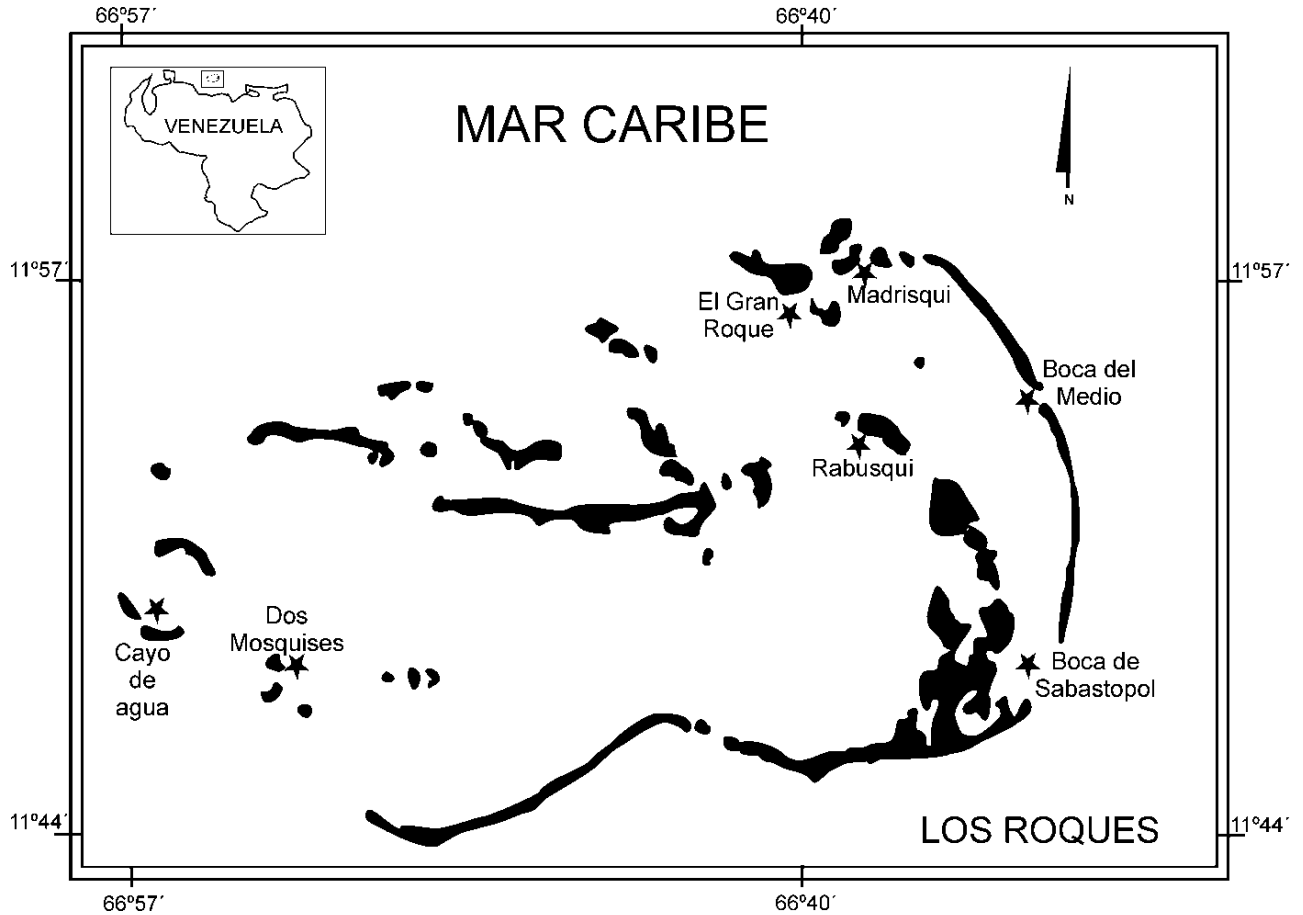 66º57´
66º40´
VENEZUELA
MAR CARIBE
N
11º57´
11º57´
El Gran
Roque
Madrisqui
Boca del
Medio
Rabusqui
Dos
Mosquises
Cayo
de
agua
Boca de
Sabastopol
11º44´
LOS ROQUES
11º44´
66º57´
66º40´